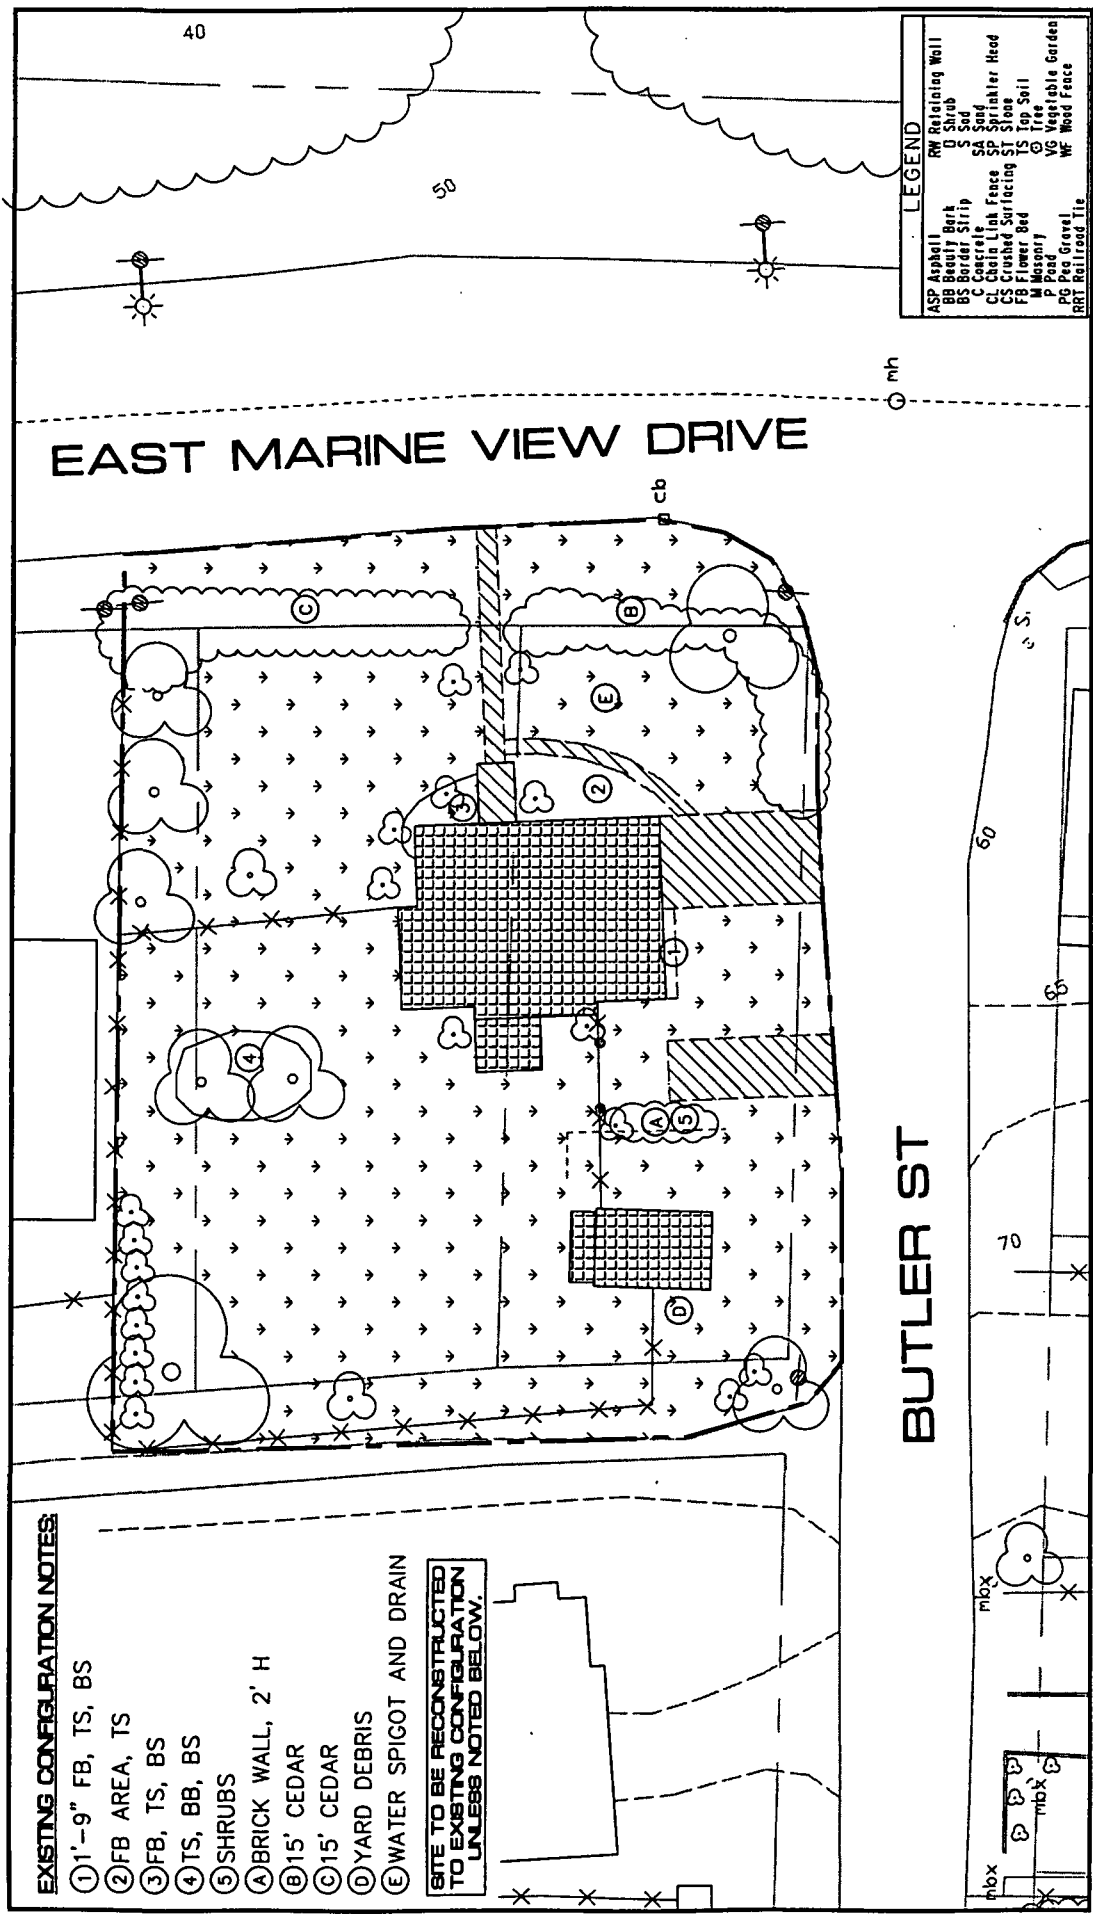 EXISTING CONFIGURATION NOTES:
① 1'-9" FB, TS, BS
② FB AREA, TS
③ FB, TS, BS
④ TS, BB, BS
⑤ SHRUBS
Ⓐ BRICK WALL, 2' H
Ⓑ 15' CEDAR
Ⓒ 15' CEDAR
Ⓓ YARD DEBRIS
Ⓔ WATER SPIGOT AND DRAIN
SITE TO BE RECONSTRUCTED
TO EXISTING CONFIGURATION
UNLESS NOTED BELOW.
EAST MARINE VIEW DRIVE
BUTLER ST
40
50
60
65
70
mh
cb
C
B
E
3
2
1
4
A
5
D
mbx
mbx
mbx
LEGEND
ASP Asphalt
BB Beauty Bark
BS Border Strip
C Concrete
CL Chain Link Fence
CS Crushed Surfacing
FB Flower Bed
M Masonry
P Pond
PG Pea Gravel
RRT Railroad Tie
RW Retaining Wall
Shrub
S Sod
SA Sand
SP Sprinkler Head
ST Stone
TS Top Soil
Tree
VG Vegetable Garden
WF Wood Fence